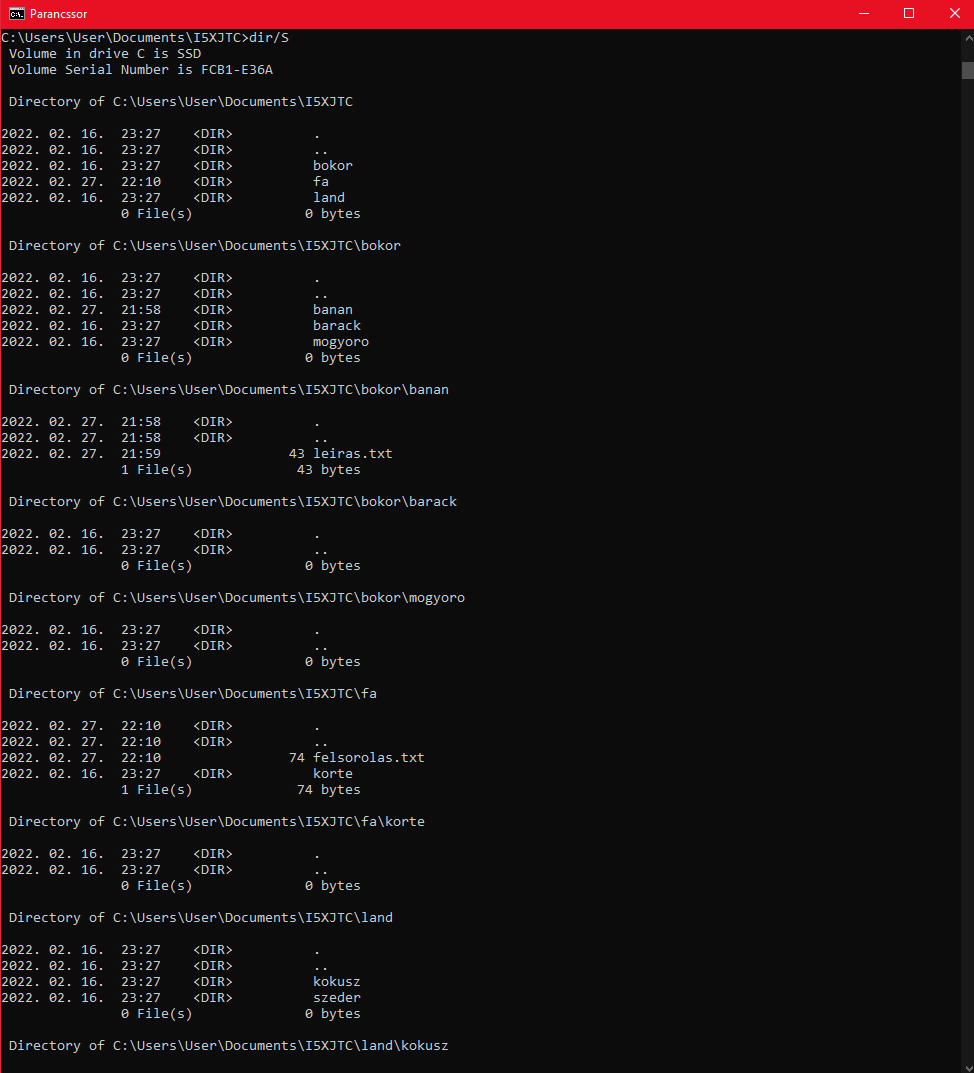 Parancssor
C:\Users\User\Documents\I5XJTC>dir/S
Volume in drive C is SSD
Volume Serial Number is FCB1-E36A
Directory of C:\Users\User\Documents\I5XJTC
2022. 02. 16.  23:27    <DIR>          .
2022. 02. 16.  23:27    <DIR>          ..
2022. 02. 16.  23:27    <DIR>          bokor
2022. 02. 27.  22:10    <DIR>          fa
2022. 02. 16.  23:27    <DIR>          land
0 File(s)              0 bytes
Directory of C:\Users\User\Documents\I5XJTC\bokor
2022. 02. 16.  23:27    <DIR>          .
2022. 02. 16.  23:27    <DIR>          ..
2022. 02. 27.  21:58    <DIR>          banan
2022. 02. 16.  23:27    <DIR>          barack
2022. 02. 16.  23:27    <DIR>          mogyoro
0 File(s)              0 bytes
Directory of C:\Users\User\Documents\I5XJTC\bokor\banan
2022. 02. 27.  21:58    <DIR>          .
2022. 02. 27.  21:58    <DIR>          ..
2022. 02. 27.  21:59                43 leiras.txt
1 File(s)             43 bytes
Directory of C:\Users\User\Documents\I5XJTC\bokor\barack
2022. 02. 16.  23:27    <DIR>          .
2022. 02. 16.  23:27    <DIR>          ..
0 File(s)              0 bytes
Directory of C:\Users\User\Documents\I5XJTC\bokor\mogyoro
2022. 02. 16.  23:27    <DIR>          .
2022. 02. 16.  23:27    <DIR>          ..
0 File(s)              0 bytes
Directory of C:\Users\User\Documents\I5XJTC\fa
2022. 02. 27.  22:10    <DIR>          .
2022. 02. 27.  22:10    <DIR>          ..
2022. 02. 27.  22:10                74 felsorolas.txt
2022. 02. 16.  23:27    <DIR>          korte
1 File(s)             74 bytes
Directory of C:\Users\User\Documents\I5XJTC\fa\korte
2022. 02. 16.  23:27    <DIR>          .
2022. 02. 16.  23:27    <DIR>          ..
0 File(s)              0 bytes
Directory of C:\Users\User\Documents\I5XJTC\land
2022. 02. 16.  23:27    <DIR>          .
2022. 02. 16.  23:27    <DIR>          ..
2022. 02. 16.  23:27    <DIR>          kokusz
2022. 02. 16.  23:27    <DIR>          szeder
0 File(s)              0 bytes
Directory of C:\Users\User\Documents\I5XJTC\land\kokusz